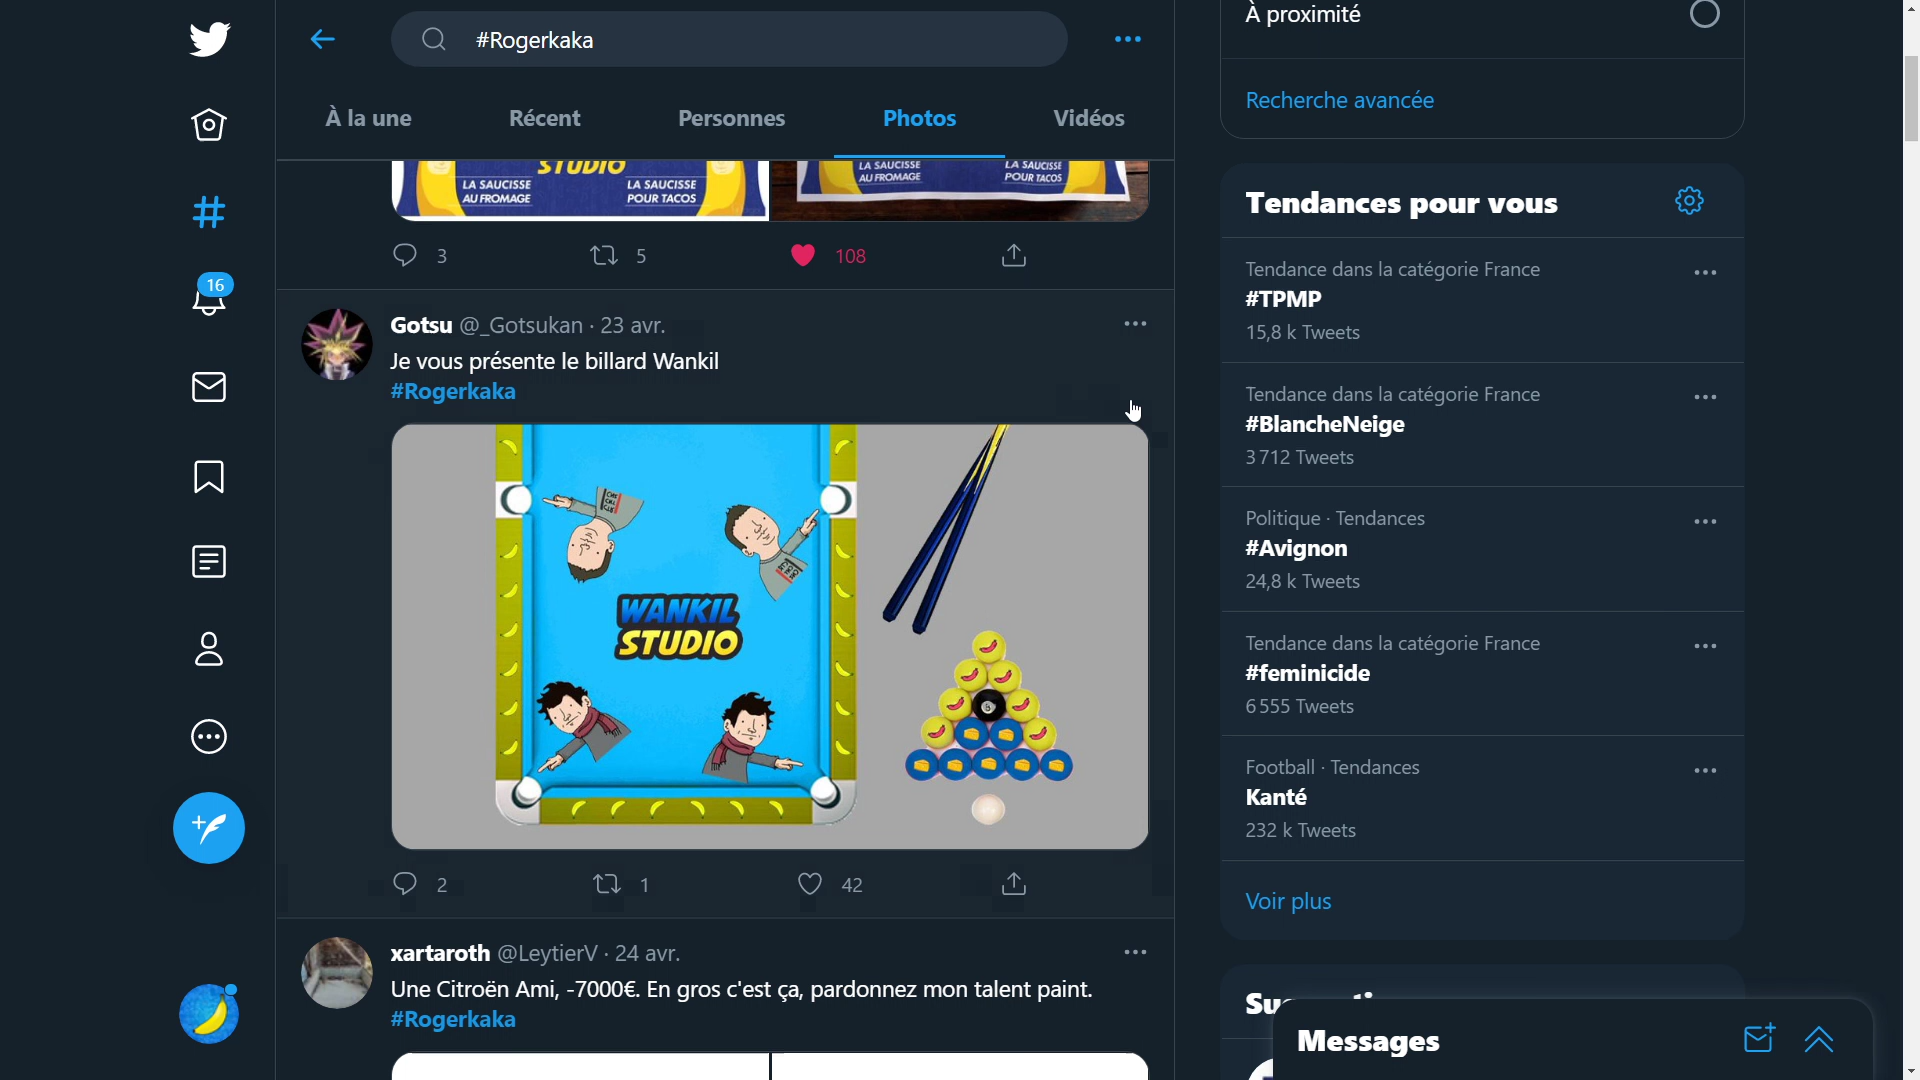 #Rogerkaka
À la une
Récent
Personnes
Photos
Vidéos
STUDIO
LA SAUCISSE
AU FROMAGE
LA SAUCISSE
POUR TACOS
LA SAUCISSE
AU FROMAGE
LA SAUCISSE
POUR TACOS
3
5
108
16
Gotsu @_Gotsukan · 23 avr.
Je vous présente le billard Wankil
#Rogerkaka
WANKIL
STUDIO
8
2
1
42
xartaroth @LeytierV · 24 avr.
Une Citroën Ami, -7000€. En gros c'est ça, pardonnez mon talent paint.
#Rogerkaka
À proximité
Recherche avancée
Tendances pour vous
Tendance dans la catégorie France
#TPMP
15,8 k Tweets
Tendance dans la catégorie France
#BlancheNeige
3 712 Tweets
Politique · Tendances
#Avignon
24,8 k Tweets
Tendance dans la catégorie France
#feminicide
6 555 Tweets
Football · Tendances
Kanté
232 k Tweets
Voir plus
Messages